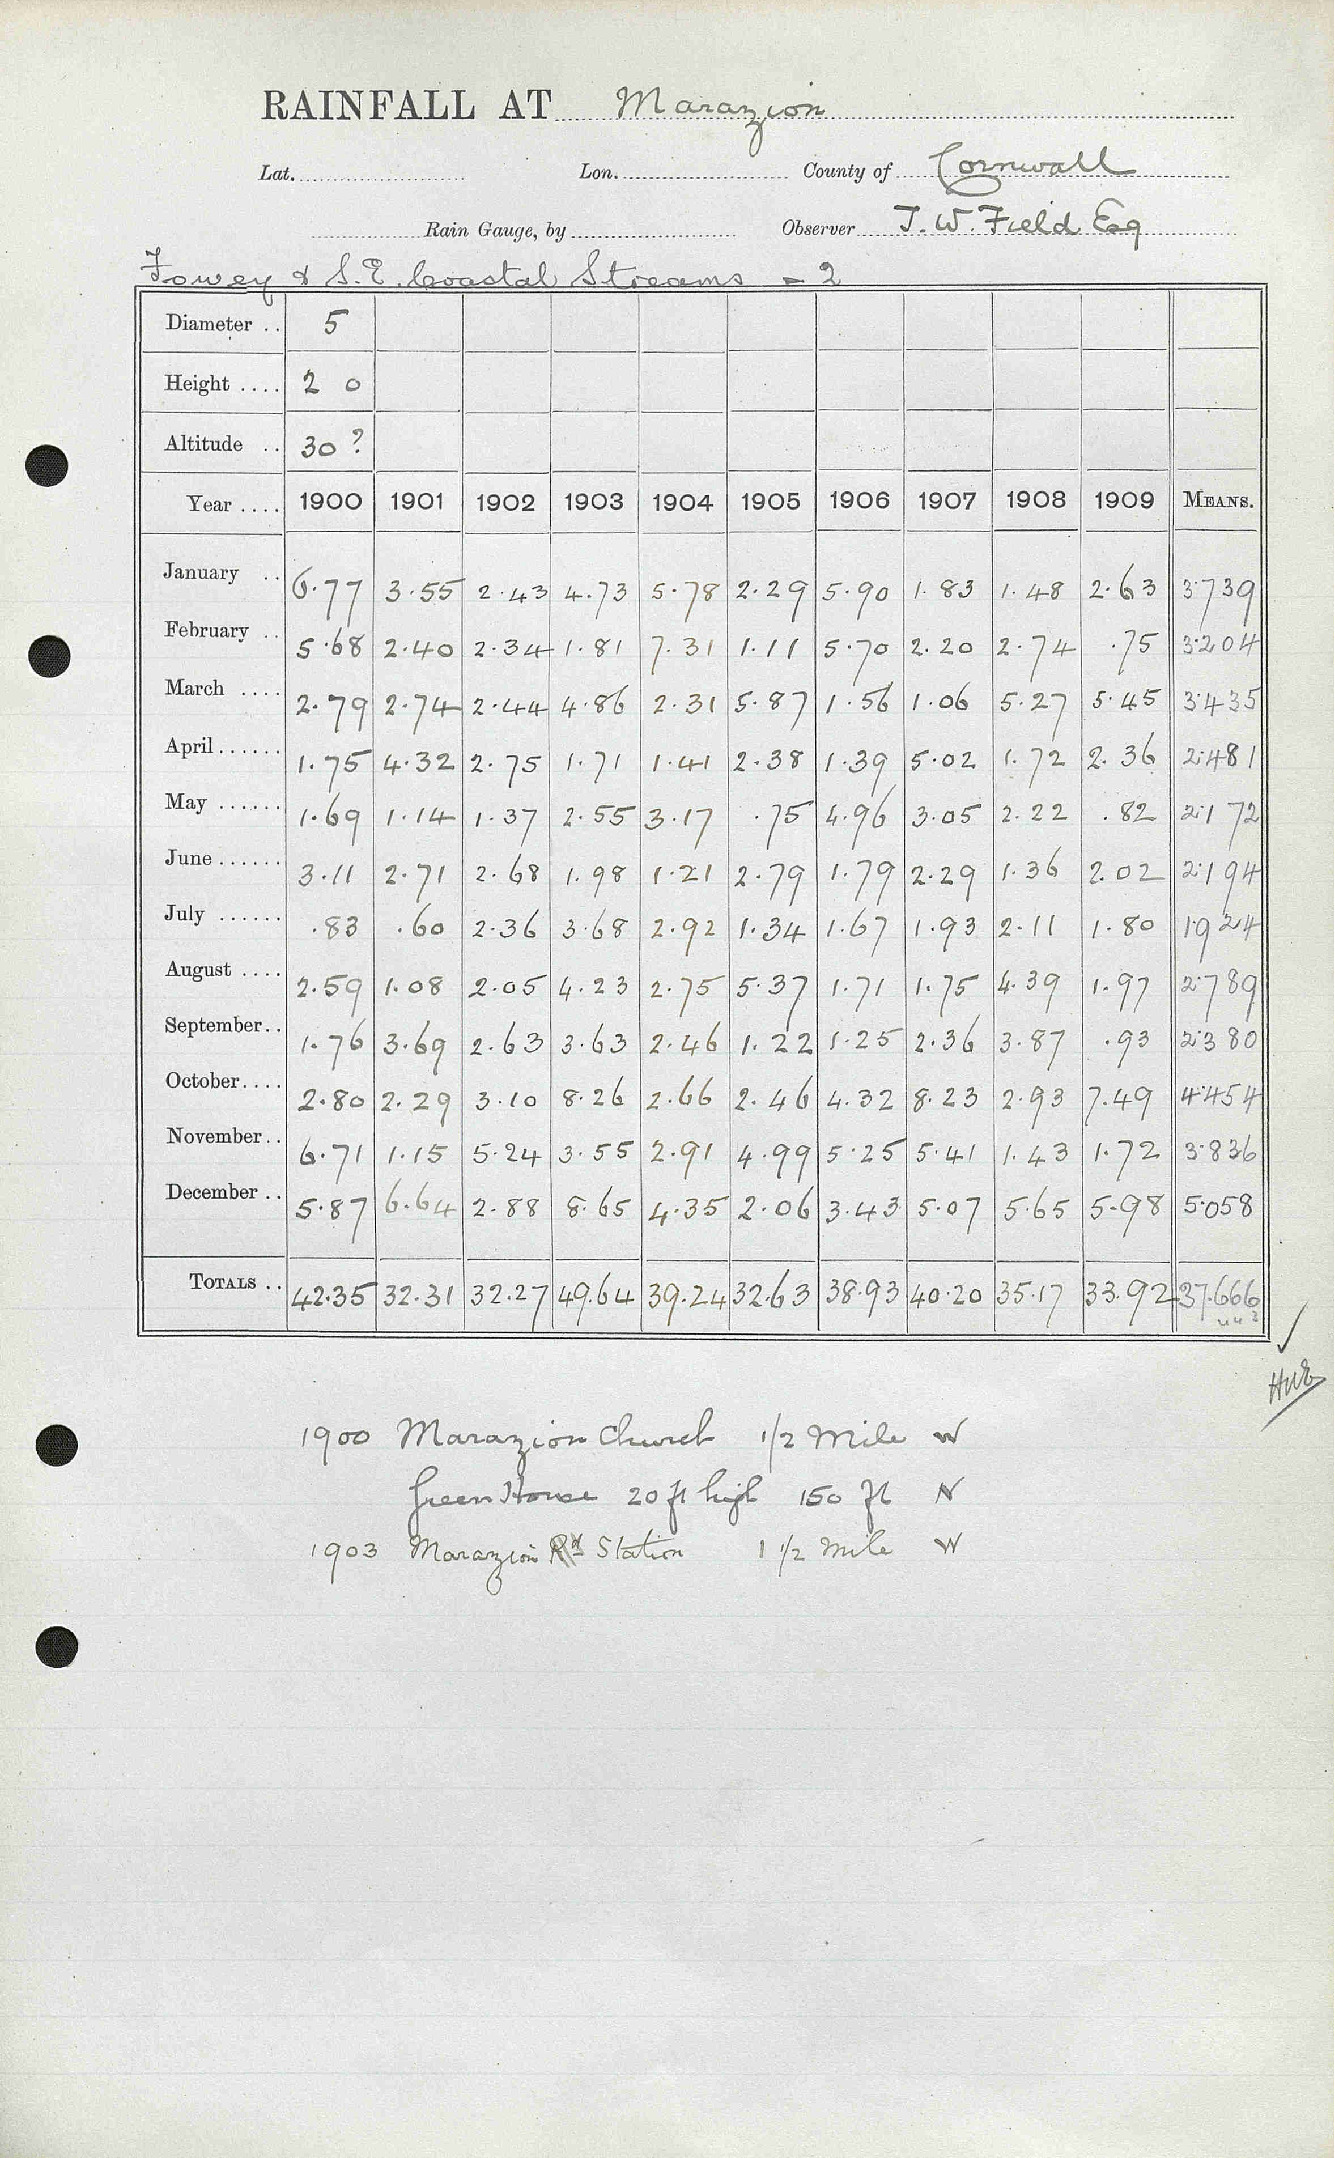 RAINFALL AT Marazion
Lat. Lon. County of Cornwall
Rain Gauge, by Observer T. W. Field Esq
Fowey & S.E. Coastal Streams - 2
Diameter .. 5
Height .... 2 0
Altitude .. 30 ?
Year .... 1900 1901 1902 1903 1904 1905 1906 1907 1908 1909 MEANS.
January .. 6.77 3.55 2.43 4.73 5.78 2.29 5.90 1.83 1.48 2.63 3.739
February .. 5.68 2.40 2.34 1.81 7.31 1.11 5.70 2.20 2.74 .75 3.204
March .... 2.79 2.74 2.44 4.86 2.31 5.87 1.56 1.06 5.27 5.45 3.435
April ...... 1.75 4.32 2.75 1.71 1.41 2.38 1.39 5.02 1.72 2.36 2.481
May ...... 1.69 1.14 1.37 2.55 3.17 .75 4.96 3.05 2.22 .82 2.172
June ...... 3.11 2.71 2.68 1.98 1.21 2.79 1.79 2.29 1.36 2.02 2.194
July ...... .83 .60 2.36 3.68 2.92 1.34 1.67 1.93 2.11 1.80 1.924
August .... 2.59 1.08 2.05 4.23 2.75 5.37 1.71 1.75 4.39 1.97 2.789
September .. 1.76 3.69 2.63 3.63 2.46 1.22 1.25 2.36 3.87 .93 2.380
October .... 2.80 2.29 3.10 8.26 2.66 2.46 4.32 8.23 2.93 7.49 4.454
November .. 6.71 1.15 5.24 3.55 2.91 4.99 5.25 5.41 1.43 1.72 3.836
December .. 5.87 6.64 2.88 8.65 4.35 2.06 3.43 5.07 5.65 5.98 5.058
TOTALS .. 42.35 32.31 32.27 49.64 39.24 32.63 38.93 40.20 35.17 33.92 37.666
1900 Marazion Church 1/2 Mile W
Green House 20 ft high 150 ft N
1903 Marazion Rd Station 1 1/2 Mile W